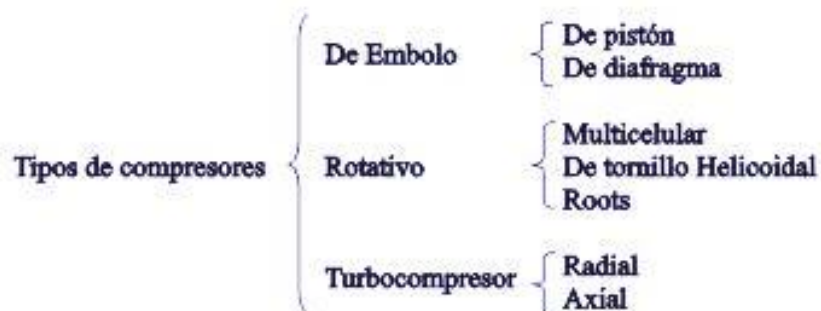 Tipos de compresores
De Embolo
De pistón
De diafragma
Rotativo
Multicelular
De tornillo Helicoidal
Roots
Turbocompresor
Radial
Axial